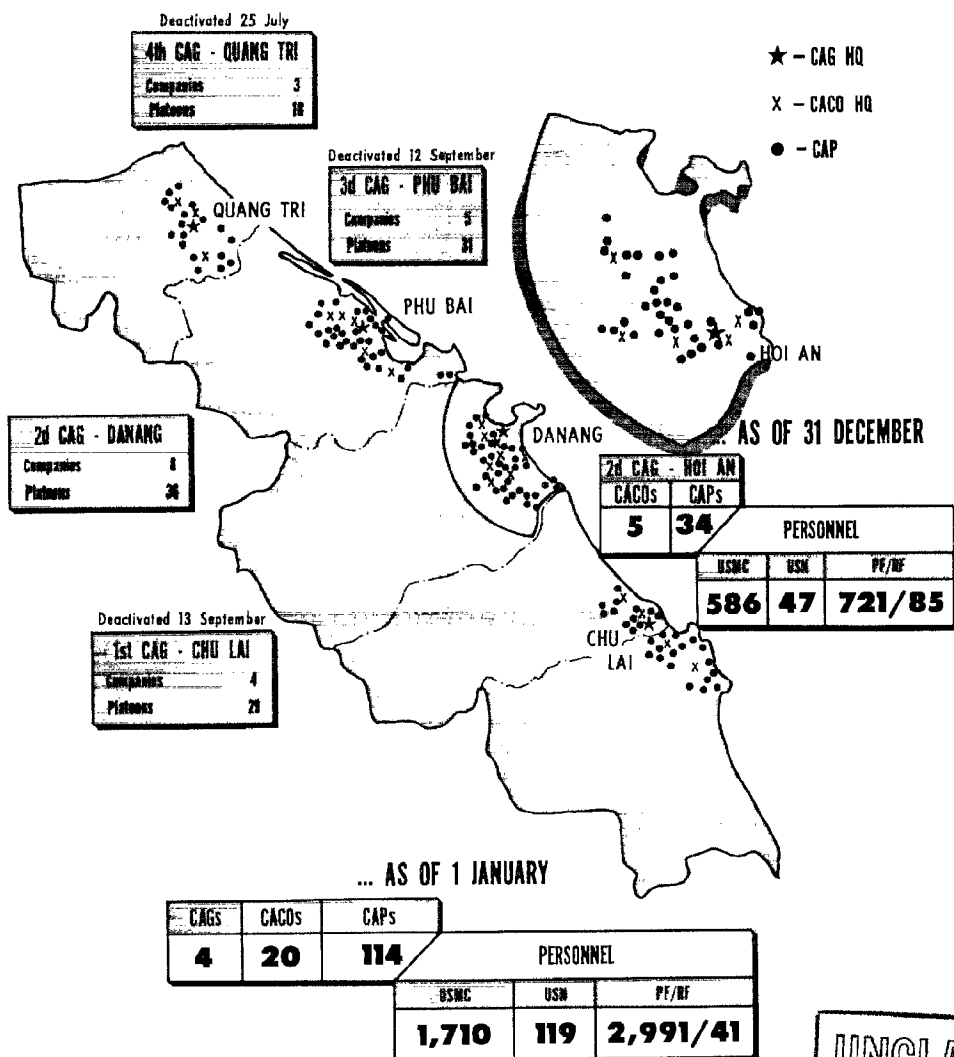 Deactivated 25 July
4th CAG - QUANG TRI
Companies 3
Platoons 18
★ - CAG HQ
X - CACO HQ
● - CAP
Deactivated 12 September
3d CAG - PHU BAI
Companies 5
Platoons 31
QUANG TRI
PHU BAI
HOI AN
2d CAG - DANANG
Companies 8
Platoons 36
DANANG
... AS OF 31 DECEMBER
2d CAG - HOI AN
CACOs CAPs
5 34
PERSONNEL
USMC USN PF/RF
586 47 721/85
Deactivated 13 September
1st CAG - CHU LAI
Companies 4
Platoons 29
CHU
LAI
... AS OF 1 JANUARY
CAGs CACOs CAPs
4 20 114
PERSONNEL
USMC USN PF/RF
1,710 119 2,991/41